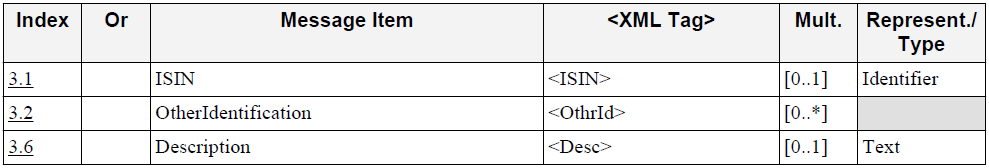 Index Or Message Item <XML Tag> Mult. Represent./
Type
3.1 ISIN <ISIN> [0..1] Identifier
3.2 OtherIdentification <OthrId> [0..*]
3.6 Description <Desc> [0..1] Text